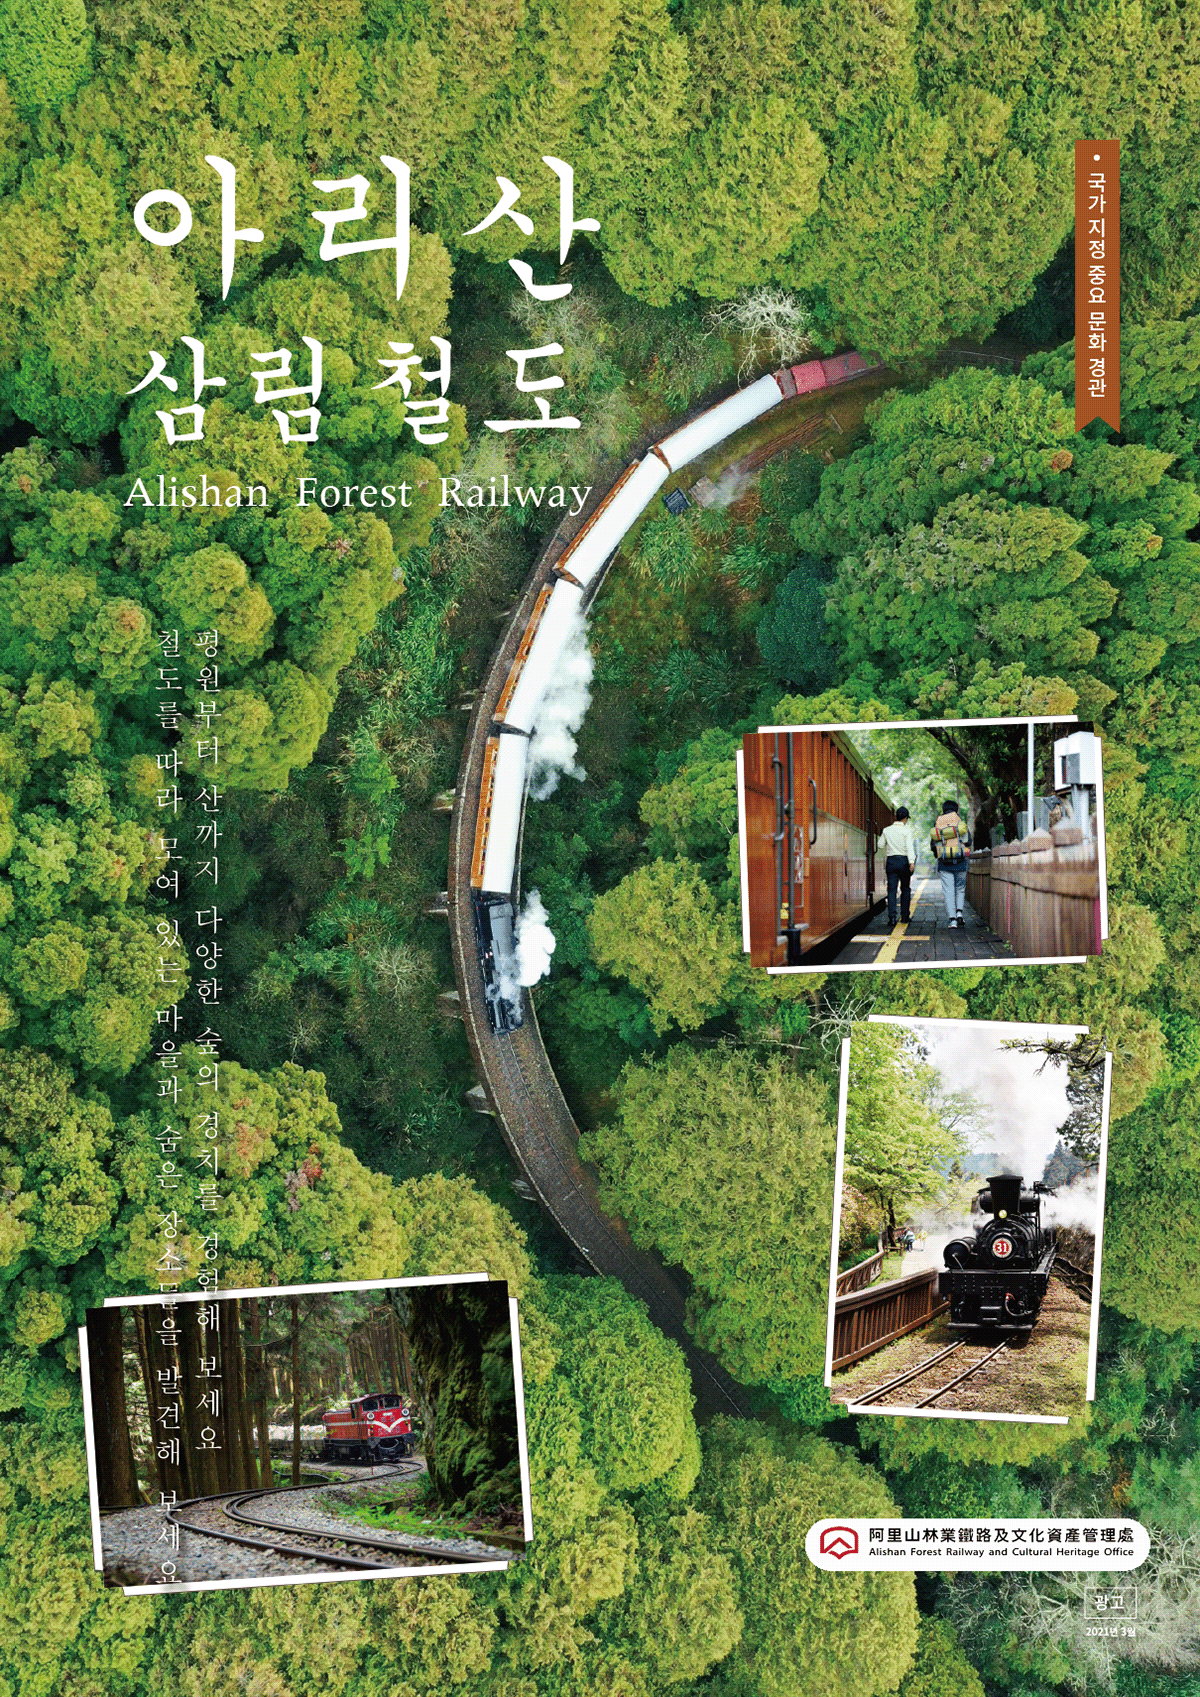 아리산
삼림철도
Alishan Forest Railway
• 국가 지정 중요 문화 경관
평원부터 산까지 다양한 숲의 경치를 경험해 보세요
철도를 따라 모여 있는 마을과 숨은 장소들을 발견해 보세요
31
阿里山林業鐵路及文化資產管理處
Alishan Forest Railway and Cultural Heritage Office
광고
2021년 3월